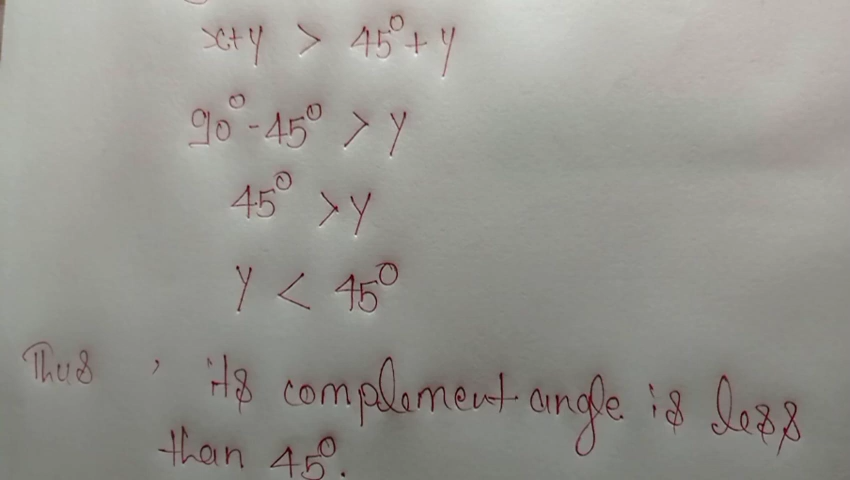 x+y > 45°+y
90°-45° > y
45° > y
y < 45°
Thus, its complement angle is less
than 45°.